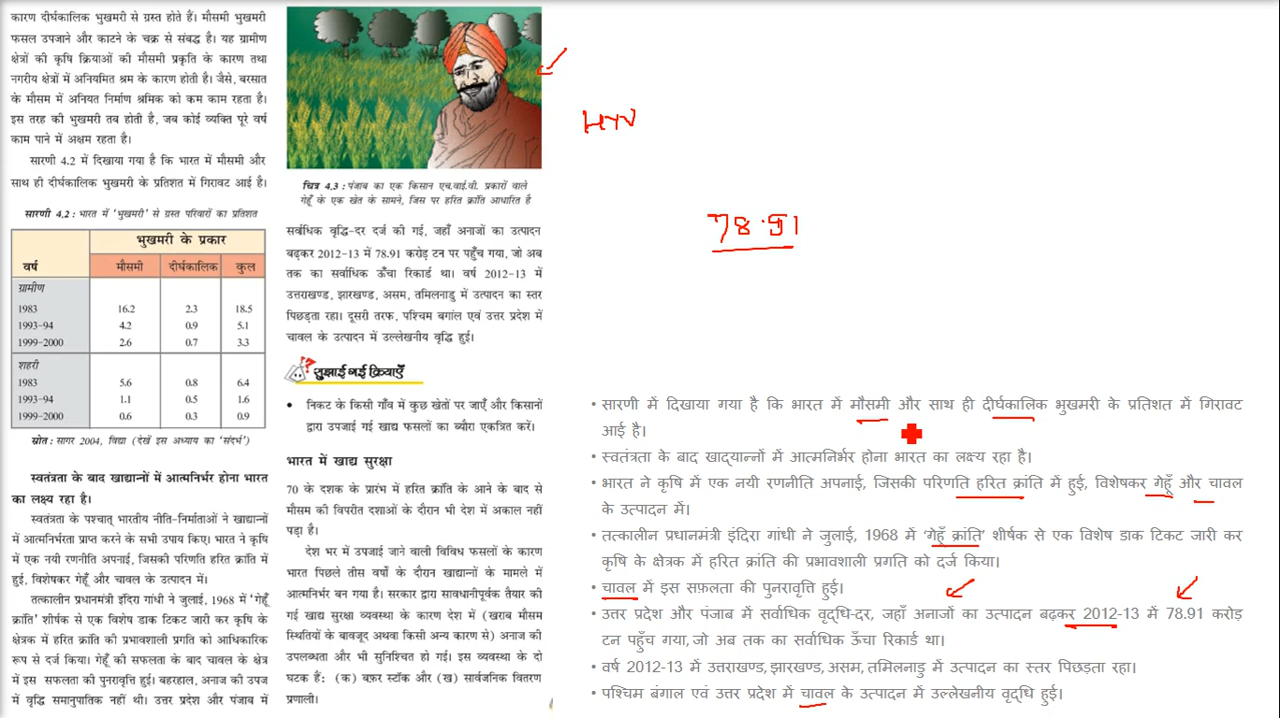 कारण दीर्घकालिक भुखमरी से ग्रस्त होते हैं। मौसमी भुखमरी
फसल उपजाने और काटने के चक्र से संबद्ध है। यह ग्रामीण
क्षेत्रों की कृषि क्रियाओं की मौसमी प्रकृति के कारण तथा
नगरीय क्षेत्रों में अनियमित श्रम के कारण होती है। जैसे, बरसात
के मौसम में अनियत निर्माण श्रमिक को कम काम रहता है।
इस तरह की भुखमरी तब होती है, जब कोई व्यक्ति पूरे वर्ष
काम पाने में अक्षम रहता है।
सारणी 4.2 में दिखाया गया है कि भारत में मौसमी और
साथ ही दीर्घकालिक भुखमरी के प्रतिशत में गिरावट आई है।
सारणी 4.2: भारत में 'भुखमरी' से ग्रस्त परिवारों का प्रतिशत
भुखमरी के प्रकार
वर्ष मौसमी दीर्घकालिक कुल
ग्रामीण
1983 16.2 2.3 18.5
1993-94 4.2 0.9 5.1
1999-2000 2.6 0.7 3.3
शहरी
1983 5.6 0.8 6.4
1993-94 1.1 0.5 1.6
1999-2000 0.6 0.3 0.9
स्रोत: सागर 2004, विद्या (देखें इस अध्याय का 'संदर्भ')
स्वतंत्रता के बाद खाद्यान्नों में आत्मनिर्भर होना भारत
का लक्ष्य रहा है।
स्वतंत्रता के पश्चात् भारतीय नीति-निर्माताओं ने खाद्यान्नों
में आत्मनिर्भरता प्राप्त करने के सभी उपाय किए। भारत ने कृषि
में एक नयी रणनीति अपनाई, जिसकी परिणति हरित क्रांति में
हुई, विशेषकर गेहूँ और चावल के उत्पादन में।
तत्कालीन प्रधानमंत्री इंदिरा गांधी ने जुलाई, 1968 में 'गेहूँ
क्रांति' शीर्षक से एक विशेष डाक टिकट जारी कर कृषि के
क्षेत्रक में हरित क्रांति की प्रभावशाली प्रगति को आधिकारिक
रूप से दर्ज किया। गेहूँ की सफलता के बाद चावल के क्षेत्र
में इस सफलता की पुनरावृत्ति हुई। बहरहाल, अनाज की उपज
में वृद्धि समानुपातिक नहीं थी। उत्तर प्रदेश और पंजाब में
चित्र 4.3: पंजाब का एक किसान एच.वाई.वी. प्रकारों वाले
गेहूँ के एक खेत के सामने, जिस पर हरित क्रांति आधारित है
सर्वाधिक वृद्धि-दर दर्ज की गई, जहाँ अनाजों का उत्पादन
बढ़कर 2012-13 में 78.91 करोड़ टन पर पहुँच गया, जो अब
तक का सर्वाधिक ऊँचा रिकार्ड था। वर्ष 2012-13 में
उत्तराखण्ड, झारखण्ड, असम, तमिलनाडु में उत्पादन का स्तर
पिछड़ता रहा। दूसरी तरफ, पश्चिम बगांल एवं उत्तर प्रदेश में
चावल के उत्पादन में उल्लेखनीय वृद्धि हुई।
सुझाई गई क्रियाएँ
• निकट के किसी गाँव में कुछ खेतों पर जाएँ और किसानों
द्वारा उपजाई गई खाद्य फसलों का ब्यौरा एकत्रित करें।
भारत में खाद्य सुरक्षा
70 के दशक के प्रारंभ में हरित क्रांति के आने के बाद से
मौसम की विपरीत दशाओं के दौरान भी देश में अकाल नहीं
पड़ा है।
देश भर में उपजाई जाने वाली विविध फसलों के कारण
भारत पिछले तीस वर्षों के दौरान खाद्यान्नों के मामले में
आत्मनिर्भर बन गया है। सरकार द्वारा सावधानीपूर्वक तैयार की
गई खाद्य सुरक्षा व्यवस्था के कारण देश में (खराब मौसम
स्थितियों के बावजूद अथवा किसी अन्य कारण से) अनाज की
उपलब्धता और भी सुनिश्चित हो गई। इस व्यवस्था के दो
घटक हैं: (क) बफ़र स्टॉक और (ख) सार्वजनिक वितरण
प्रणाली।
HYV
78.91
• सारणी में दिखाया गया है कि भारत में मौसमी और साथ ही दीर्घकालिक भुखमरी के प्रतिशत में गिरावट
आई है।
• स्वतंत्रता के बाद खाद्यान्नों में आत्मनिर्भर होना भारत का लक्ष्य रहा है।
• भारत ने कृषि में एक नयी रणनीति अपनाई, जिसकी परिणति हरित क्रांति में हुई, विशेषकर गेहूँ और चावल
के उत्पादन में।
• तत्कालीन प्रधानमंत्री इंदिरा गांधी ने जुलाई, 1968 में 'गेहूँ क्रांति' शीर्षक से एक विशेष डाक टिकट जारी कर
कृषि के क्षेत्रक में हरित क्रांति की प्रभावशाली प्रगति को दर्ज किया।
• चावल में इस सफलता की पुनरावृत्ति हुई।
• उत्तर प्रदेश और पंजाब में सर्वाधिक वृद्धि-दर, जहाँ अनाजों का उत्पादन बढ़कर 2012-13 में 78.91 करोड़
टन पहुँच गया, जो अब तक का सर्वाधिक ऊँचा रिकार्ड था।
• वर्ष 2012-13 में उत्तराखण्ड, झारखण्ड, असम, तमिलनाडु में उत्पादन का स्तर पिछड़ता रहा।
• पश्चिम बंगाल एवं उत्तर प्रदेश में चावल के उत्पादन में उल्लेखनीय वृद्धि हुई।